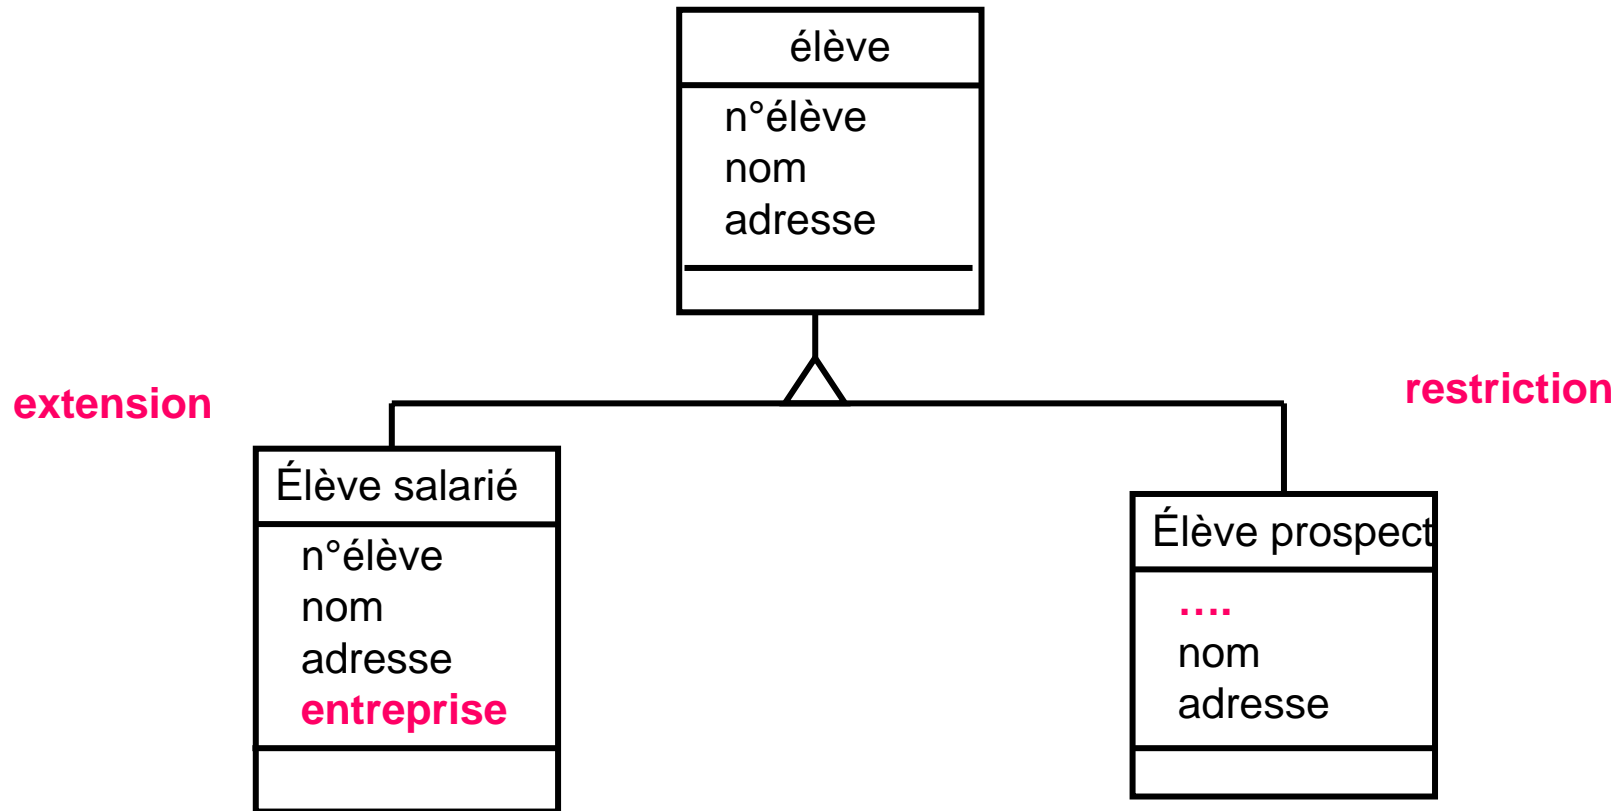 élève
n°élève
nom
adresse
extension
restriction
Élève salarié
n°élève
nom
adresse
entreprise
Élève prospect
....
nom
adresse